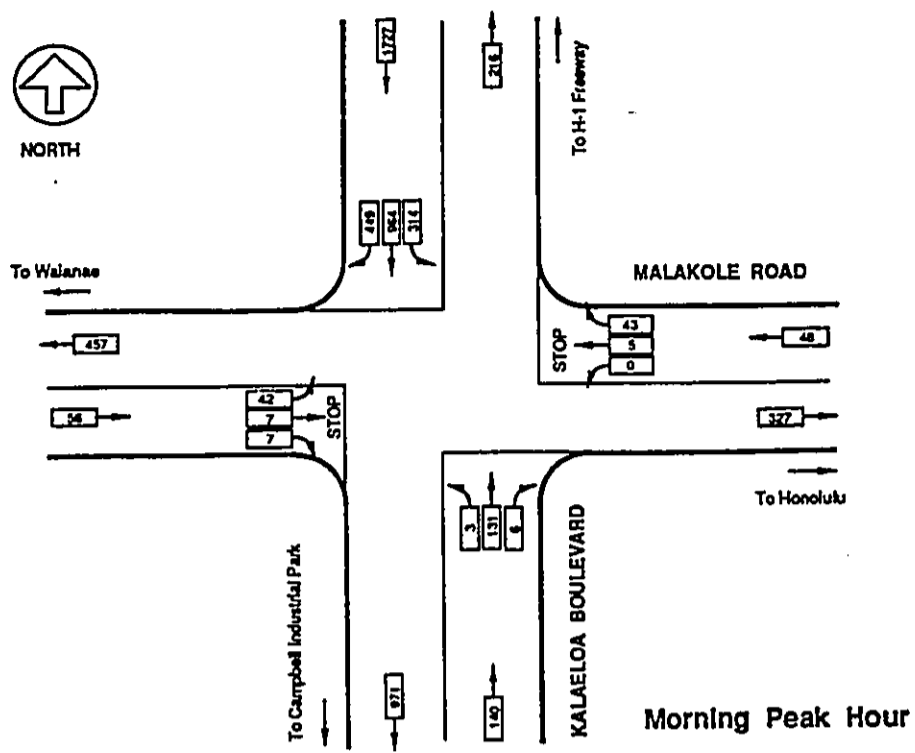 1727
216
To H-1 Freeway
NORTH
449
964
314
To Waianae
MALAKOLE ROAD
457
STOP
43
5
0
48
56
42
7
7
STOP
327
To Honolulu
3
131
6
To Campbell Industrial Park
971
140
KALAELOA BOULEVARD
Morning Peak Hour